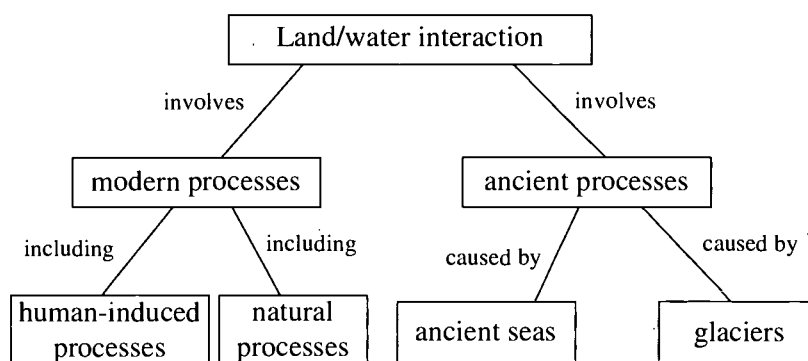 Land/water interaction
involves
involves
modern processes
ancient processes
including
including
caused by
caused by
human-induced
processes
natural
processes
ancient seas
glaciers